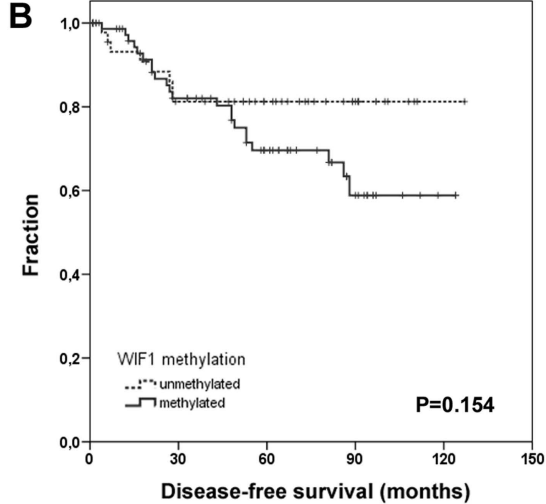 B
1,0
0,8
0,6
0,4
0,2
0,0
Fraction
WIF1 methylation
unmethylated
methylated
P=0.154
0 30 60 90 120 150
Disease-free survival (months)